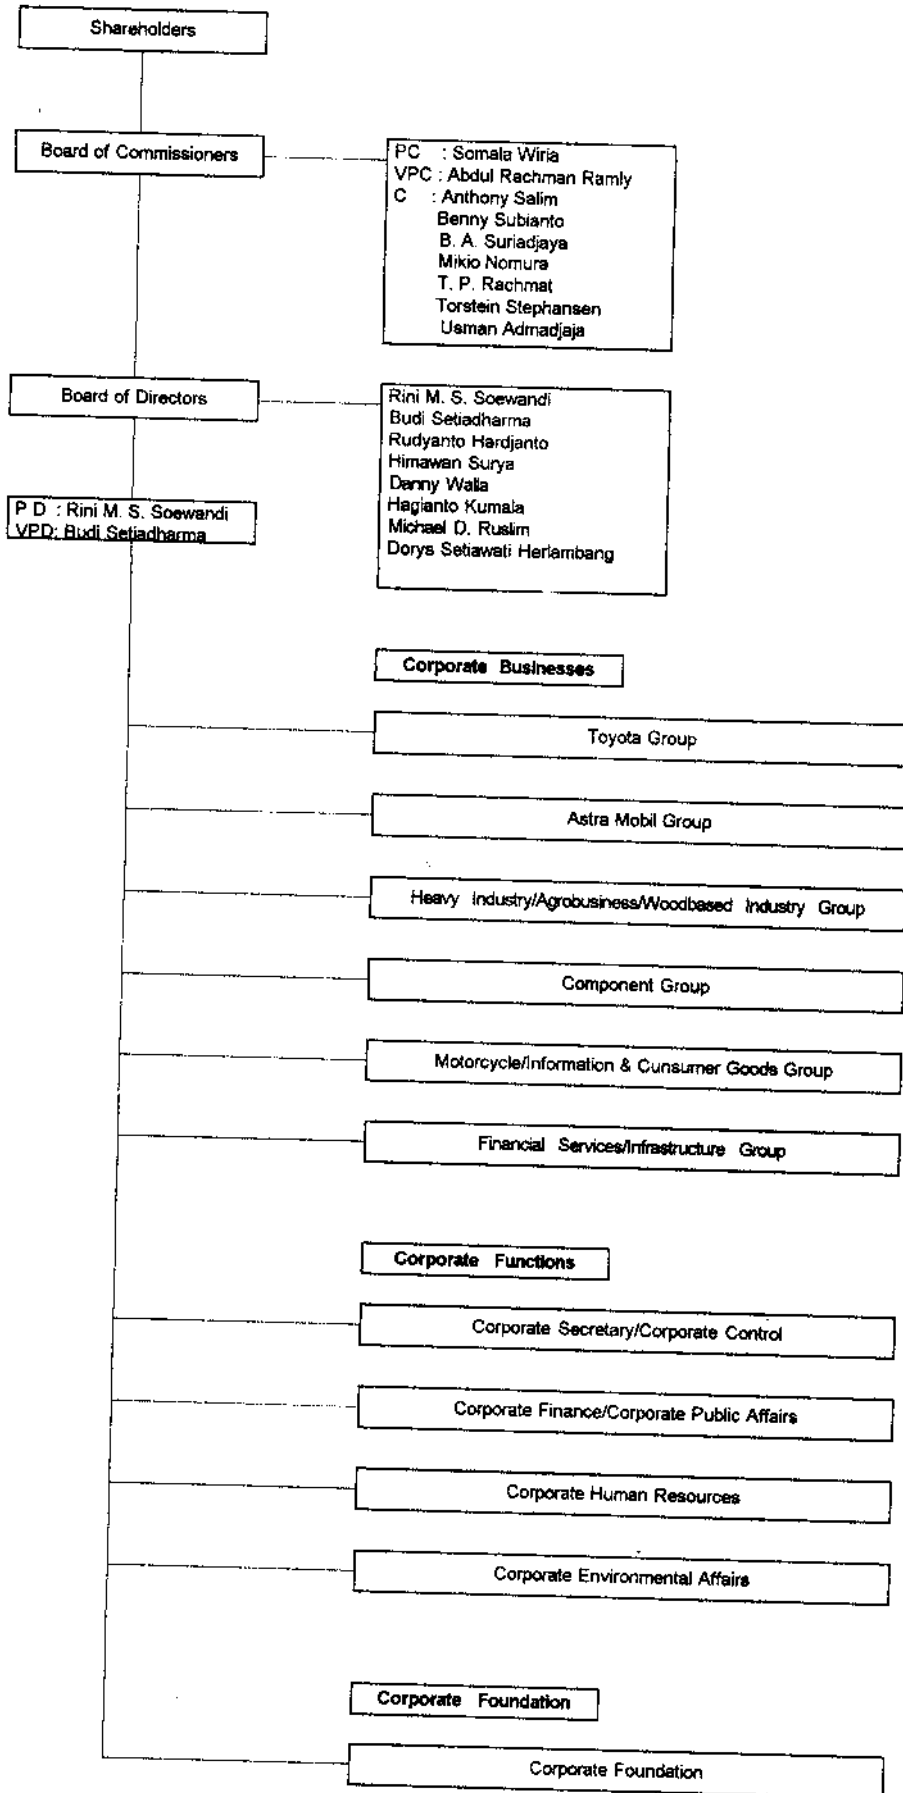 Shareholders
Board of Commissioners
PC : Somala Wiria
VPC : Abdul Rachman Ramly
C : Anthony Salim
Benny Subianto
B. A. Suriadjaya
Mikio Nomura
T. P. Rachmat
Torstein Stephansen
Usman Admadjaja
Board of Directors
Rini M. S. Soewandi
Budi Setiadharma
Rudyanto Hardjanto
Himawan Surya
Danny Walla
Hagianto Kumala
Michael D. Ruslim
Dorys Setiawati Herlambang
P D : Rini M. S. Soewandi
VPD: Budi Setiadharma
Corporate Businesses
Toyota Group
Astra Mobil Group
Heavy Industry/Agrobusiness/Woodbased Industry Group
Component Group
Motorcycle/Information & Cunsumer Goods Group
Financial Services/Infrastructure Group
Corporate Functions
Corporate Secretary/Corporate Control
Corporate Finance/Corporate Public Affairs
Corporate Human Resources
Corporate Environmental Affairs
Corporate Foundation
Corporate Foundation